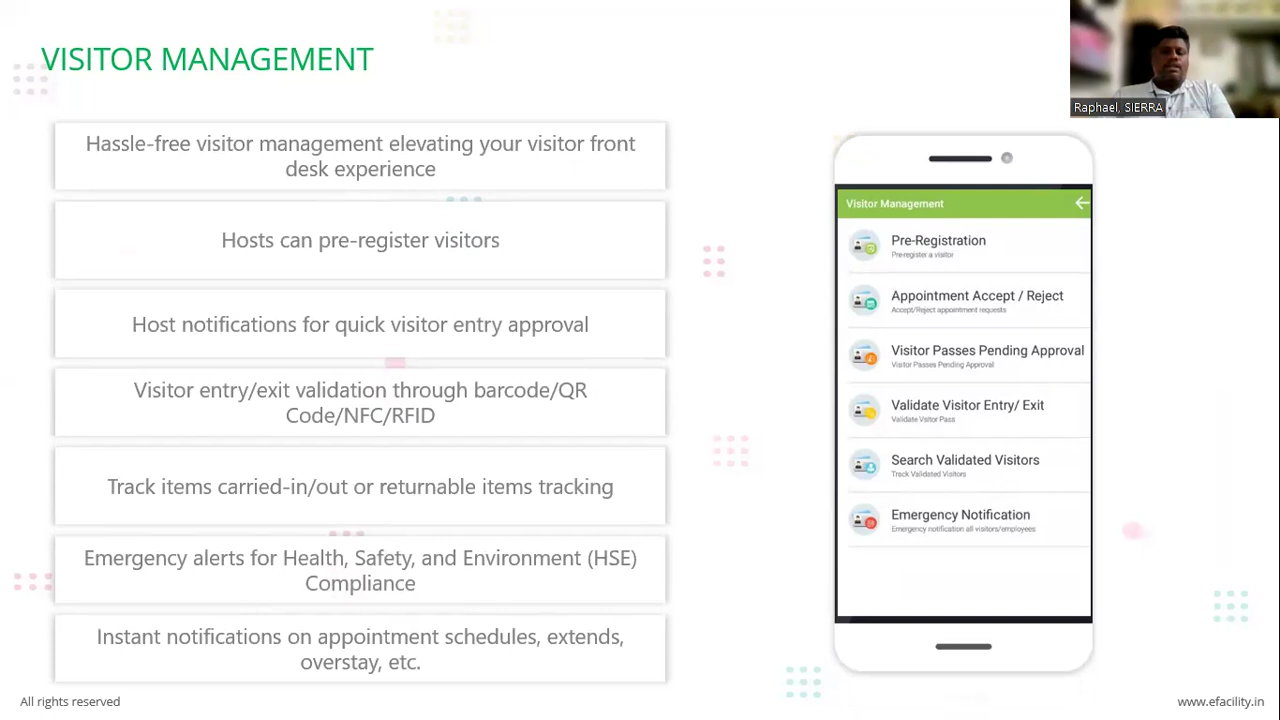 VISITOR MANAGEMENT
Raphael, SIERRA
Hassle-free visitor management elevating your visitor front
desk experience
Hosts can pre-register visitors
Host notifications for quick visitor entry approval
Visitor entry/exit validation through barcode/QR
Code/NFC/RFID
Track items carried-in/out or returnable items tracking
Emergency alerts for Health, Safety, and Environment (HSE)
Compliance
Instant notifications on appointment schedules, extends,
overstay, etc.
Visitor Management
Pre-Registration
Pre-register a visitor
Appointment Accept / Reject
Accept/Reject appointment requests
Visitor Passes Pending Approval
Visitor Passes Pending Approval
Validate Visitor Entry/ Exit
Validate Visitor Pass
Search Validated Visitors
Track Validated Visitors
Emergency Notification
Emergency notification all visitors/employees
All rights reserved
www.efacility.in